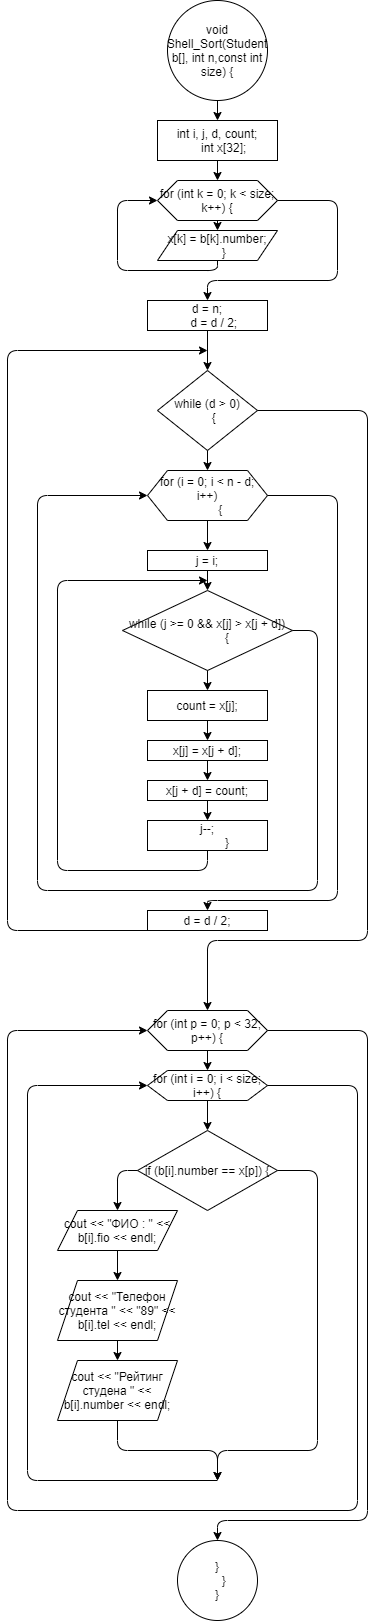 void
Shell_Sort(Student
b[], int n,const int
size) {
int i, j, d, count;
int x[32];
for (int k = 0; k < size;
k++) {
x[k] = b[k].number;
}
d = n;
d = d / 2;
while (d > 0)
{
for (i = 0; i < n - d;
i++)
{
j = i;
while (j >= 0 && x[j] > x[j + d])
{
count = x[j];
x[j] = x[j + d];
x[j + d] = count;
j--;
}
d = d / 2;
for (int p = 0; p < 32;
p++) {
for (int i = 0; i < size;
i++) {
if (b[i].number == x[p]) {
cout << "ФИО : " <<
b[i].fio << endl;
cout << "Телефон
студента " << "89" <<
b[i].tel << endl;
cout << "Рейтинг
студена " <<
b[i].number << endl;
}
}
}